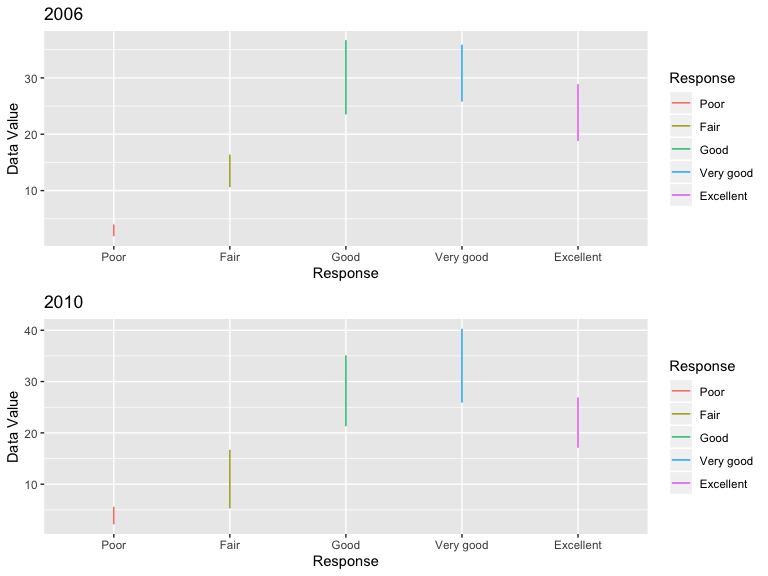 2006
Data Value
30
20
10
Poor Fair Good Very good Excellent
Response
Response
Poor
Fair
Good
Very good
Excellent
2010
Data Value
40
30
20
10
Poor Fair Good Very good Excellent
Response
Response
Poor
Fair
Good
Very good
Excellent